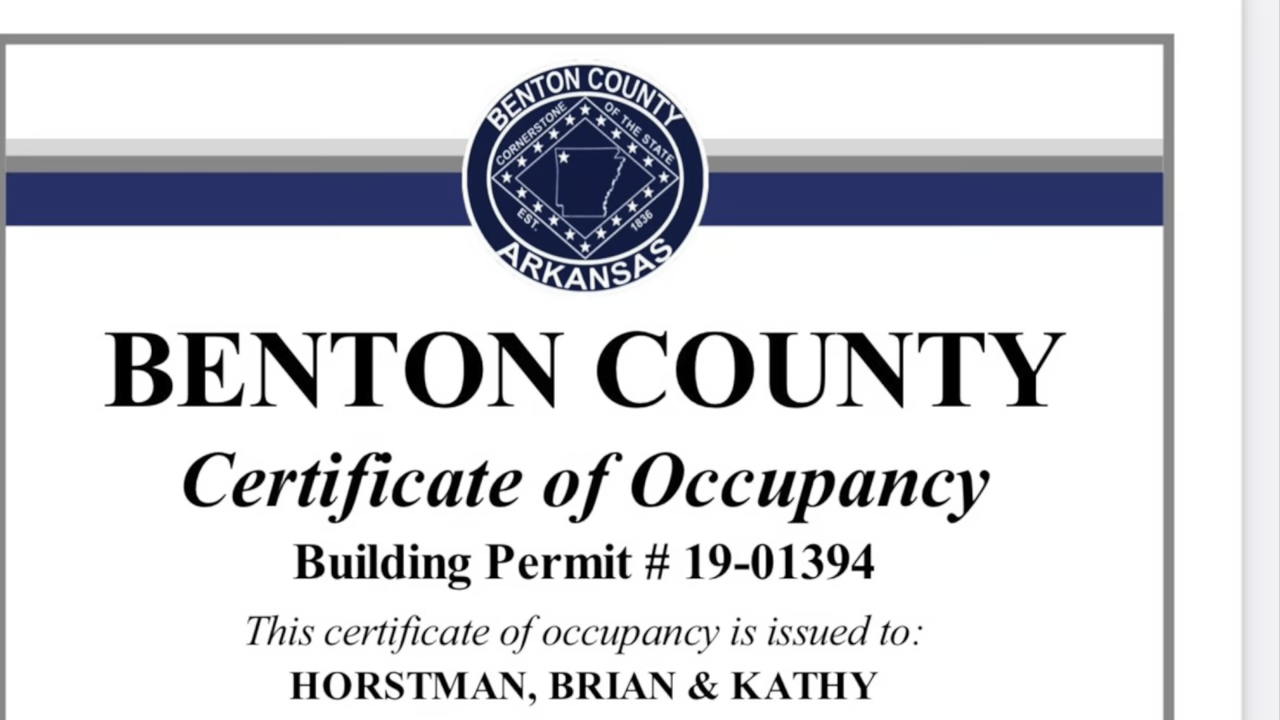 BENTON COUNTY
CORNERSTONE OF THE STATE
EST. 1836
ARKANSAS
BENTON COUNTY
Certificate of Occupancy
Building Permit # 19-01394
This certificate of occupancy is issued to:
HORSTMAN, BRIAN & KATHY